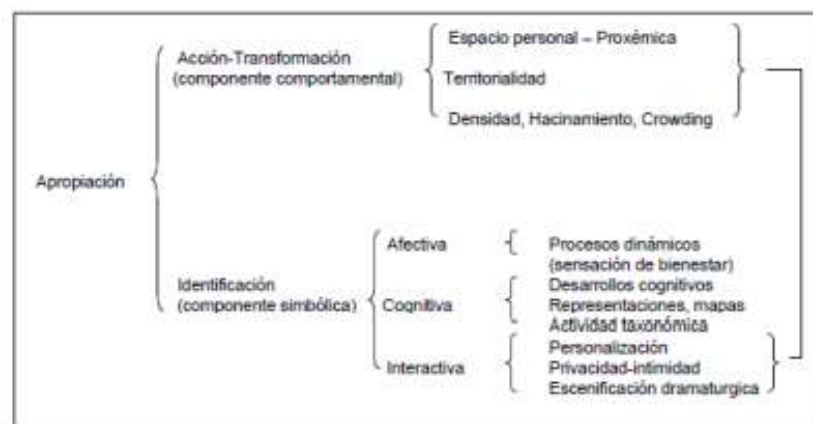 Apropiación
Acción-Transformación
(componente comportamental)
Espacio personal – Proxémica
Territorialidad
Densidad, Hacinamiento, Crowding
Identificación
(componente simbólica)
Afectiva
Procesos dinámicos
(sensación de bienestar)
Cognitiva
Desarrollos cognitivos
Representaciones, mapas
Actividad taxonómica
Interactiva
Personalización
Privacidad-intimidad
Escenificación dramaturgica